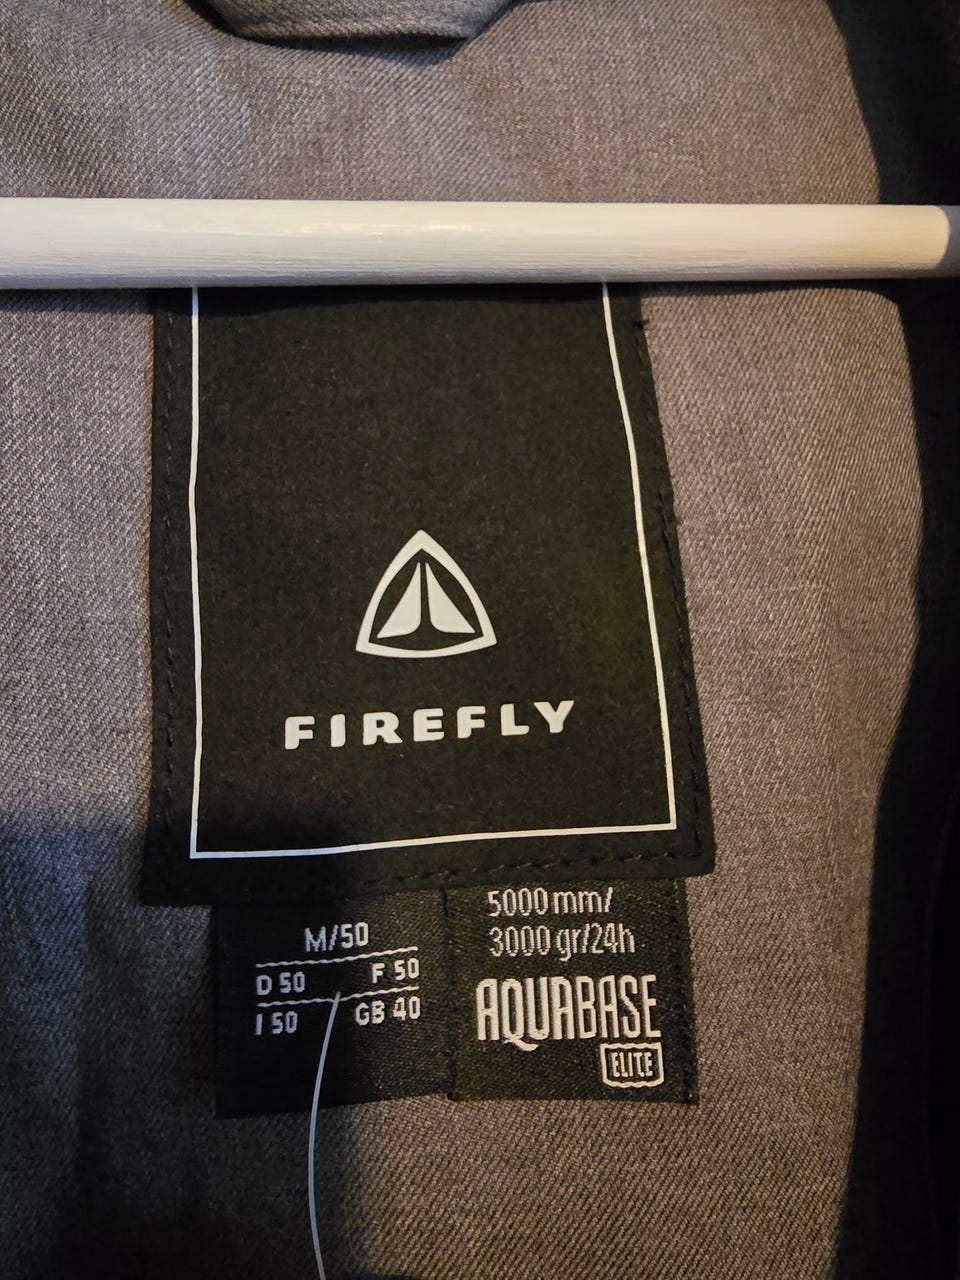 FIREFLY
M/50
D 50 F 50
I 50 GB 40
5000 mm/
3000 gr/24h
AQUABASE
ELITE